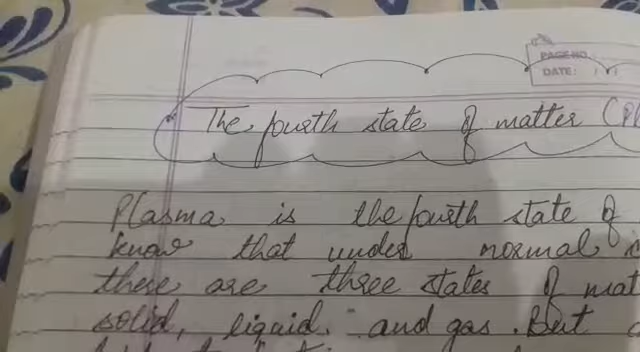 PAGE NO.
DATE: / /
The fourth state of matter (Pl
Plasma is the fourth state of
know that under normal
there are three states of mat
solid, liquid, and gas. But